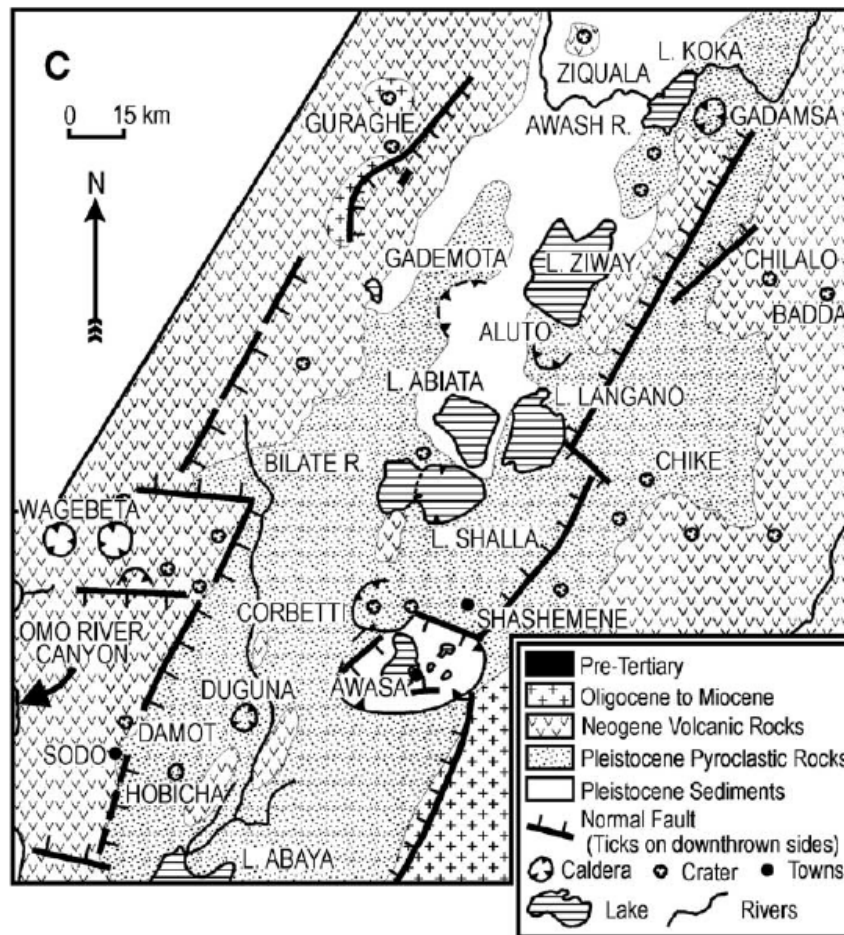 C
0 15 km
N
ZIQUALA
L. KOKA
GURAGHE
AWASH R.
GADAMSA
GADEMOTA
L. ZIWAY
CHILALO
BADDA
ALUTO
L. ABIATA
L. LANGANO
BILATE R.
CHIKE
WAGEBETA
L. SHALLA
CORBETTI
SHASHEMENE
OMO RIVER
CANYON
DUGUNA
AWASA
DAMOT
SODO
HOBICHA
L. ABAYA
Pre-Tertiary
Oligocene to Miocene
Neogene Volcanic Rocks
Pleistocene Pyroclastic Rocks
Pleistocene Sediments
Normal Fault
(Ticks on downthrown sides)
Caldera Crater Towns
Lake Rivers